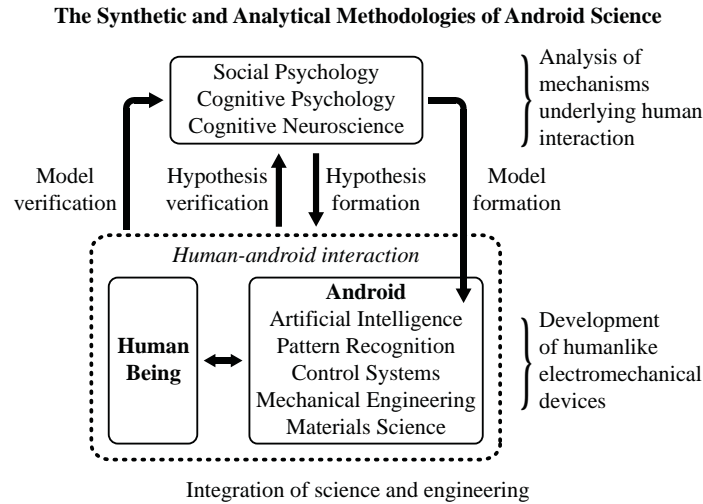 The Synthetic and Analytical Methodologies of Android Science
Social Psychology
Cognitive Psychology
Cognitive Neuroscience
Analysis of
mechanisms
underlying human
interaction
Model
verification
Hypothesis
verification
Hypothesis
formation
Model
formation
Human-android interaction
Human
Being
Android
Artificial Intelligence
Pattern Recognition
Control Systems
Mechanical Engineering
Materials Science
Development
of humanlike
electromechanical
devices
Integration of science and engineering